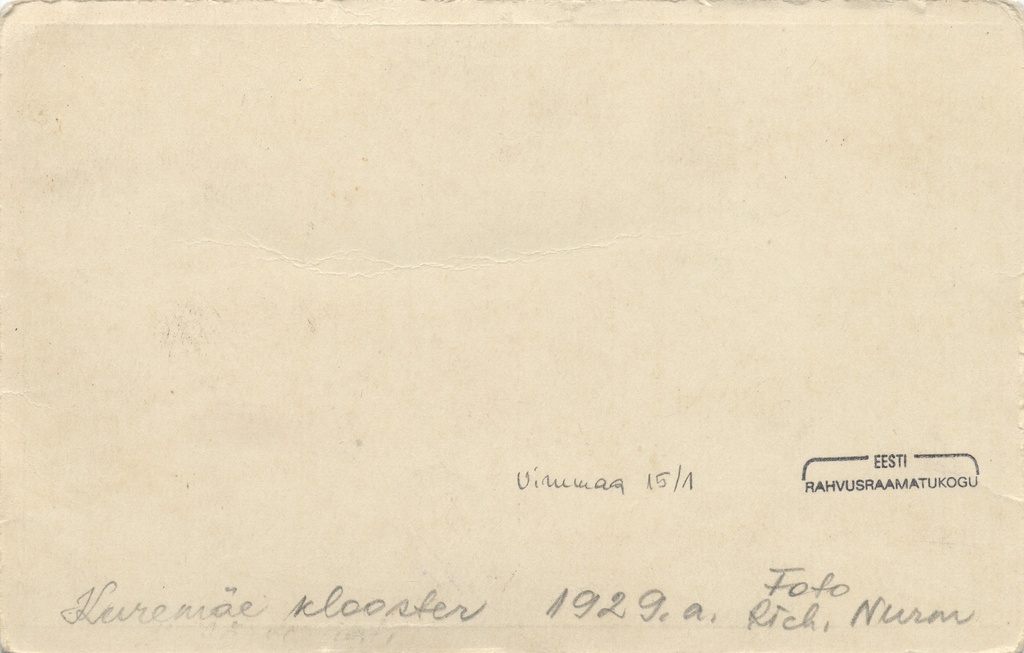 Virumaa 15/1
EESTI
RAHVUSRAAMATUKOGU
Kuremäe klooster 1929.a. Foto
Rich. Nurm